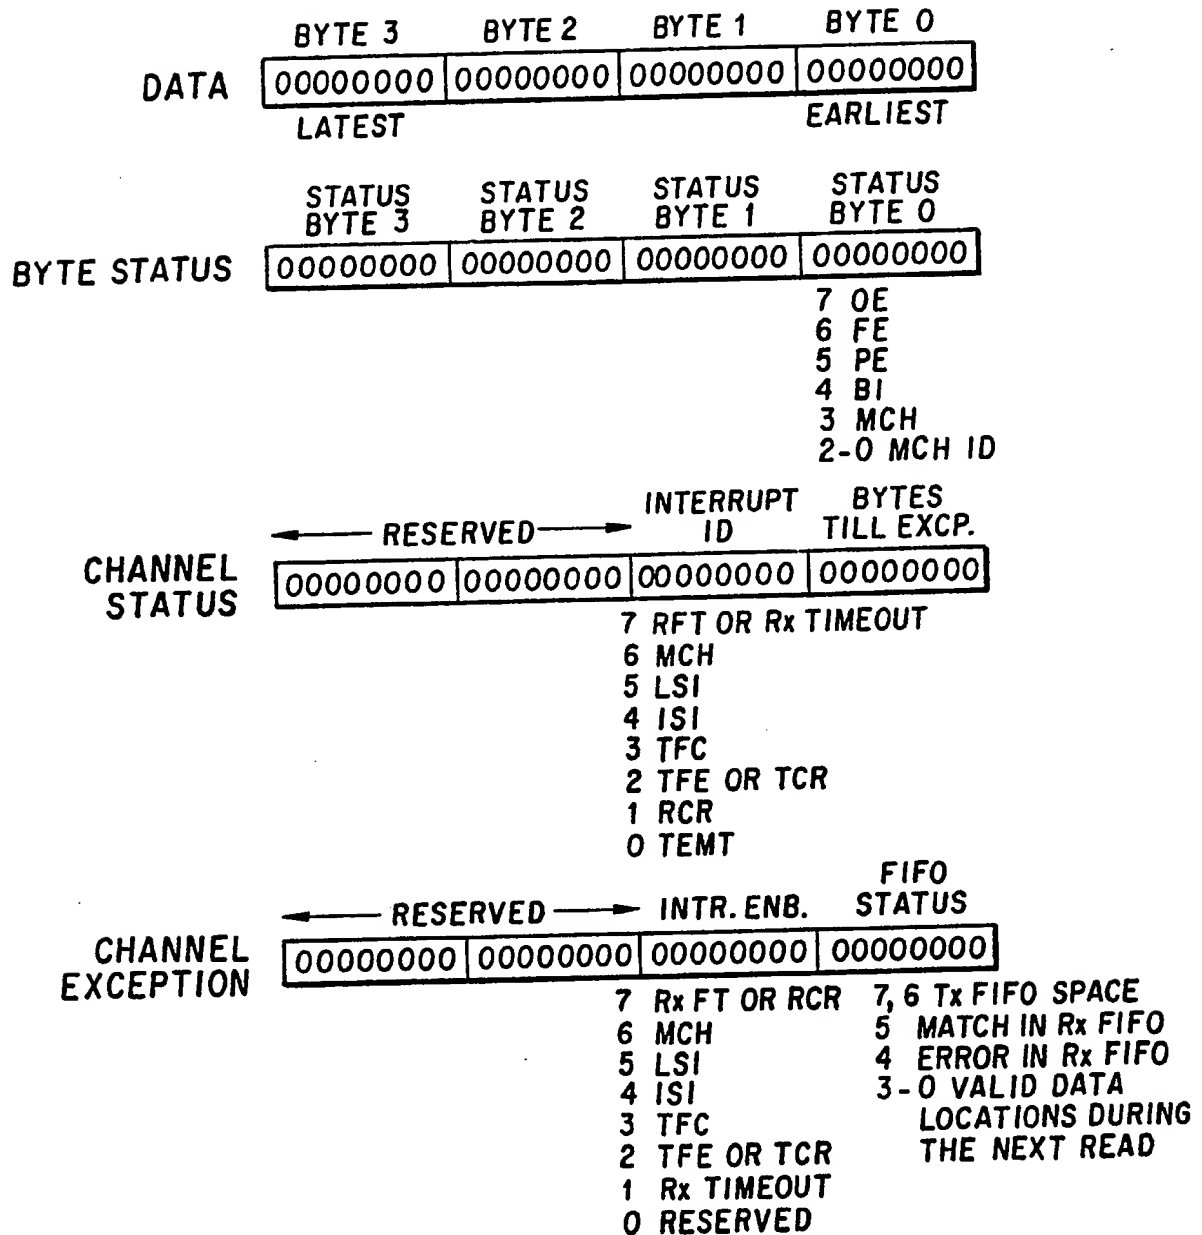 BYTE 3 BYTE 2 BYTE 1 BYTE 0
DATA 00000000 00000000 00000000 00000000
LATEST EARLIEST
STATUS BYTE 3 STATUS BYTE 2 STATUS BYTE 1 STATUS BYTE 0
BYTE STATUS 00000000 00000000 00000000 00000000
7 OE
6 FE
5 PE
4 BI
3 MCH
2-0 MCH ID
RESERVED INTERRUPT ID BYTES TILL EXCP.
CHANNEL STATUS 00000000 00000000 00000000 00000000
7 RFT OR Rx TIMEOUT
6 MCH
5 LSI
4 ISI
3 TFC
2 TFE OR TCR
1 RCR
0 TEMT
RESERVED INTR. ENB. FIFO STATUS
CHANNEL EXCEPTION 00000000 00000000 00000000 00000000
7 Rx FT OR RCR
6 MCH
5 LSI
4 ISI
3 TFC
2 TFE OR TCR
1 Rx TIMEOUT
0 RESERVED
7,6 Tx FIFO SPACE
5 MATCH IN Rx FIFO
4 ERROR IN Rx FIFO
3-0 VALID DATA
LOCATIONS DURING
THE NEXT READ